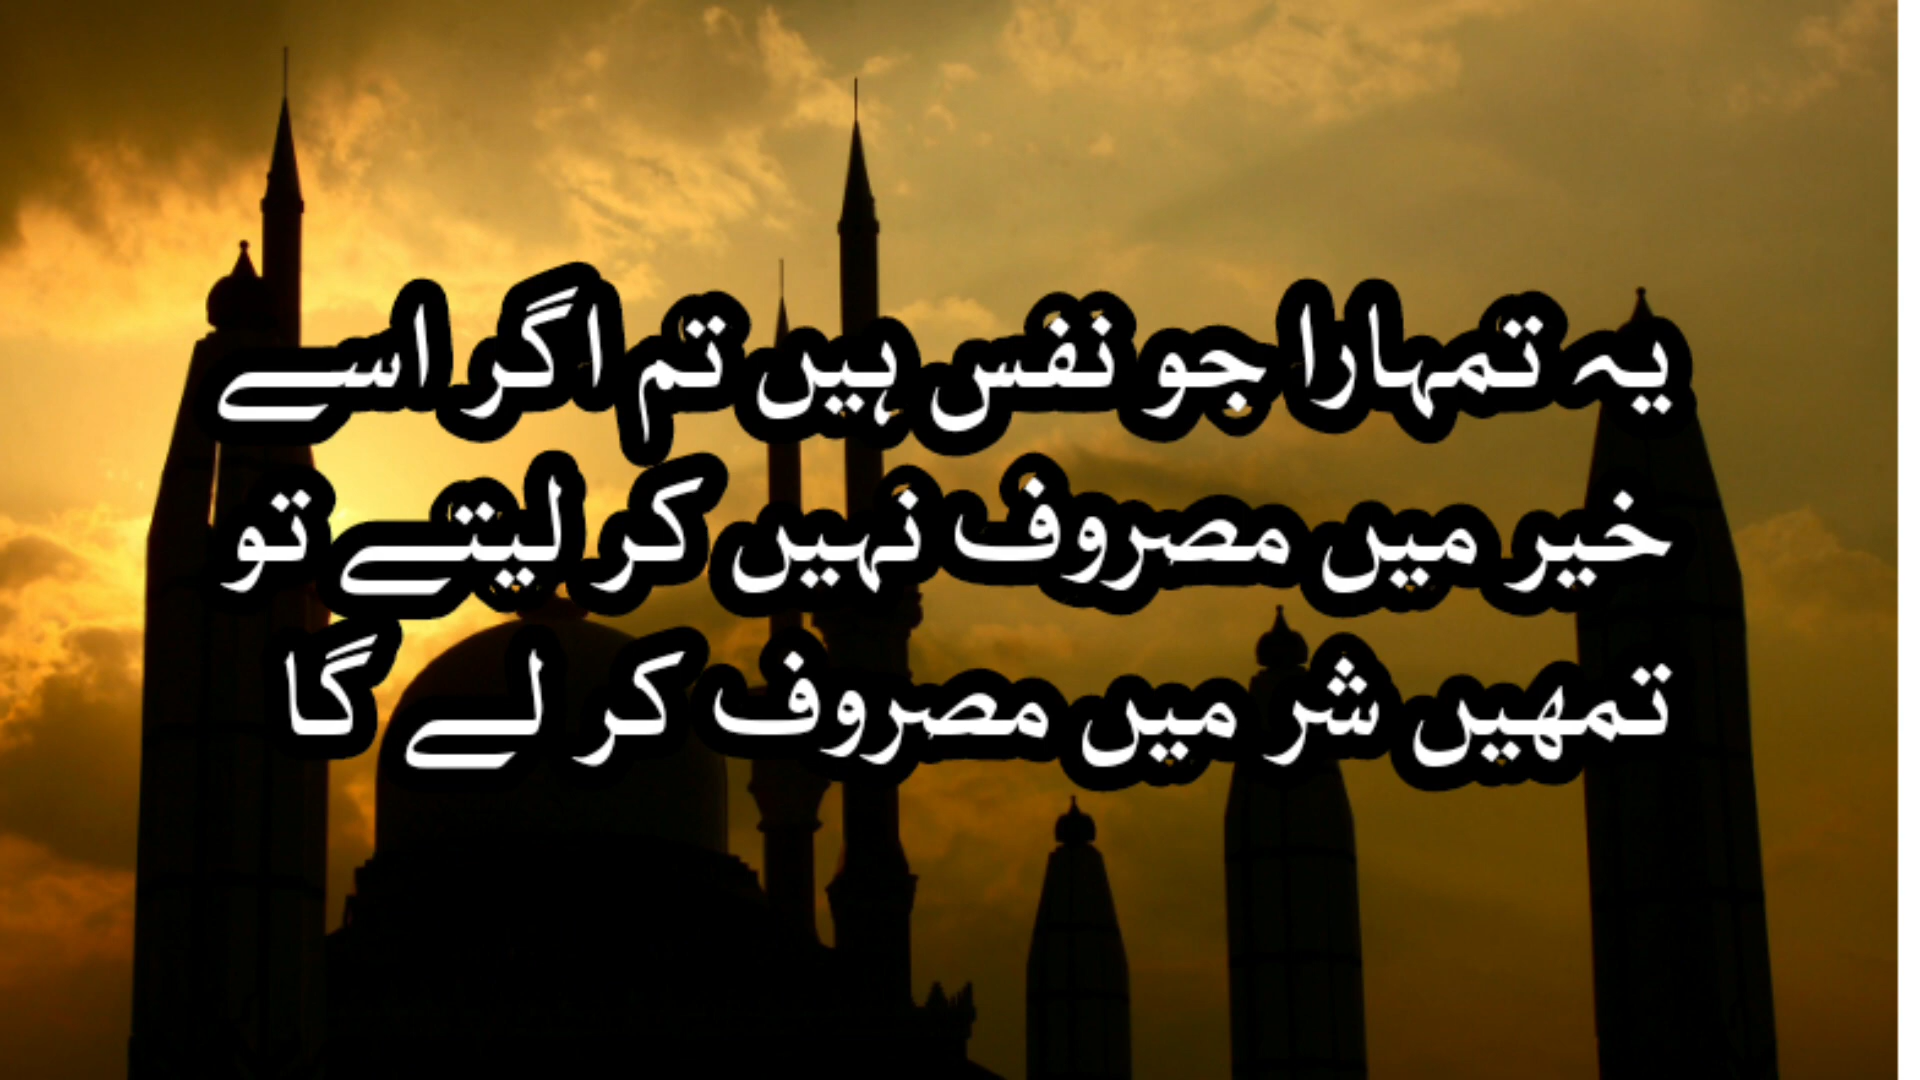 یہ تمہارا جو نفس ہیں تم اگر اسے
خیر میں مصروف نہیں کر لیتے تو
تمھیں شر میں مصروف کر لے گا